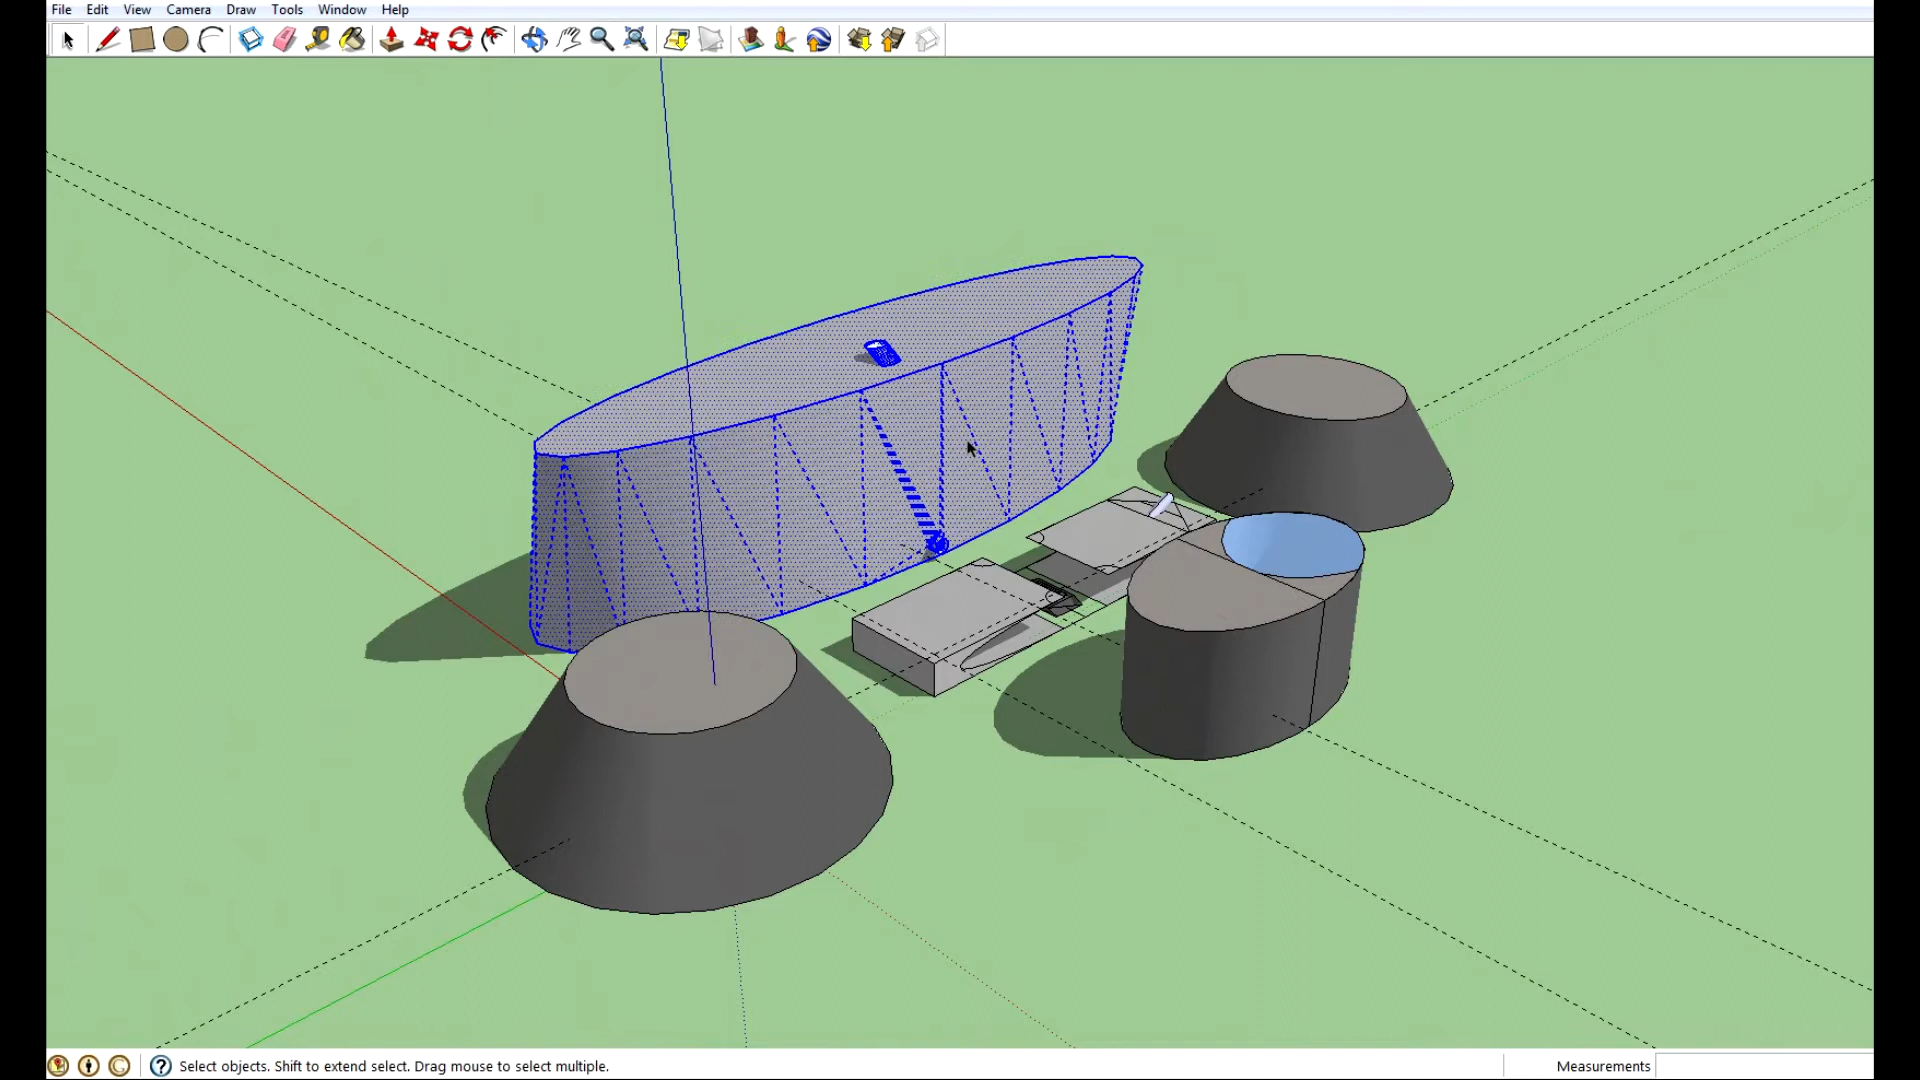 File Edit View Camera Draw Tools Window Help
Select objects. Shift to extend select. Drag mouse to select multiple.
Measurements